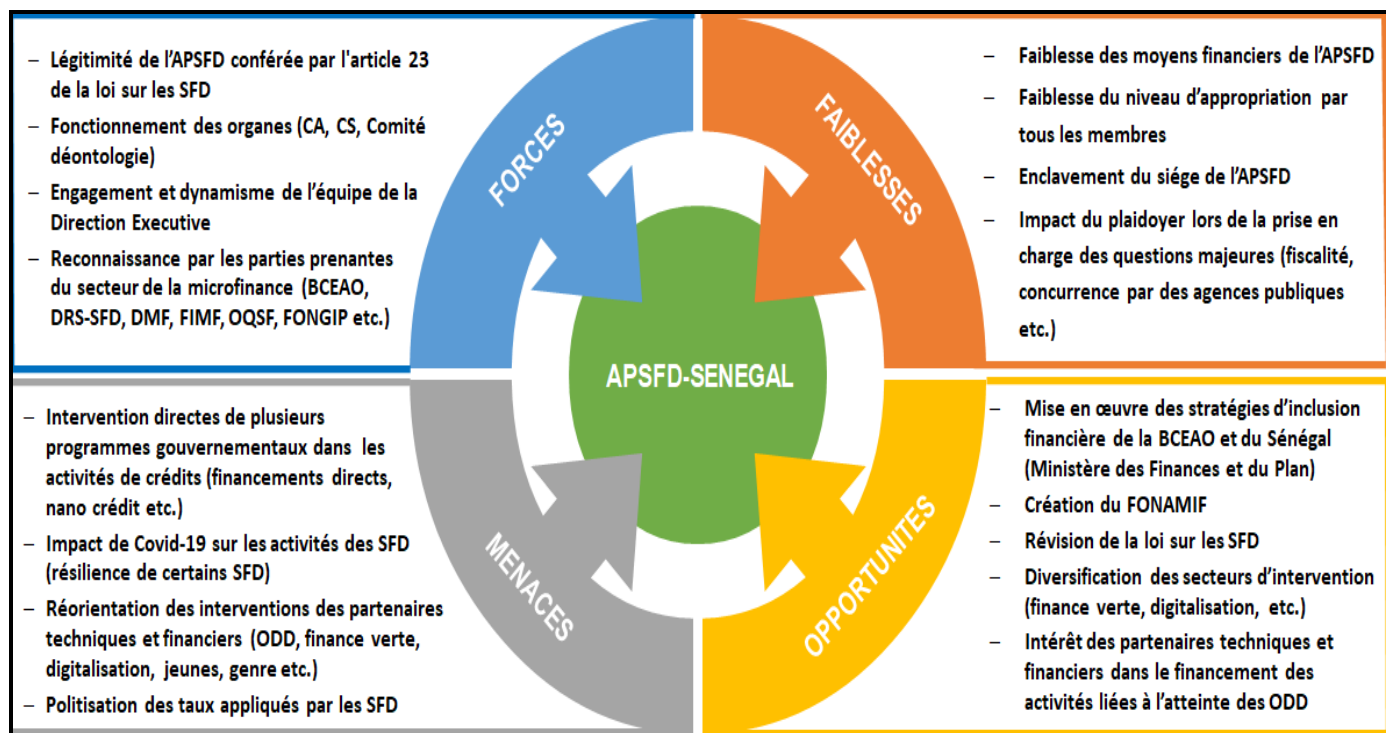 – Légitimité de l’APSFD conférée par l'article 23
de la loi sur les SFD
– Fonctionnement des organes (CA, CS, Comité
déontologie)
– Engagement et dynamisme de l’équipe de la
Direction Executive
– Reconnaissance par les parties prenantes
du secteur de la microfinance (BCEAO,
DRS-SFD, DMF, FIMF, OQSF, FONGIP etc.)
FORCES
FAIBLESSES
– Faiblesse des moyens financiers de l’APSFD
– Faiblesse du niveau d’appropriation par
tous les membres
– Enclavement du siége de l’APSFD
– Impact du plaidoyer lors de la prise en
charge des questions majeures (fiscalité,
concurrence par des agences publiques
etc.)
APSFD-SENEGAL
– Intervention directes de plusieurs
programmes gouvernementaux dans les
activités de crédits (financements directs,
nano crédit etc.)
– Impact de Covid-19 sur les activités des SFD
(résilience de certains SFD)
– Réorientation des interventions des partenaires
techniques et financiers (ODD, finance verte,
digitalisation, jeunes, genre etc.)
– Politisation des taux appliqués par les SFD
MENACES
OPPORTUNITES
– Mise en œuvre des stratégies d’inclusion
financière de la BCEAO et du Sénégal
(Ministère des Finances et du Plan)
– Création du FONAMIF
– Révision de la loi sur les SFD
– Diversification des secteurs d’intervention
(finance verte, digitalisation, etc.)
– Intérêt des partenaires techniques et
financiers dans le financement des
activités liées à l’atteinte des ODD